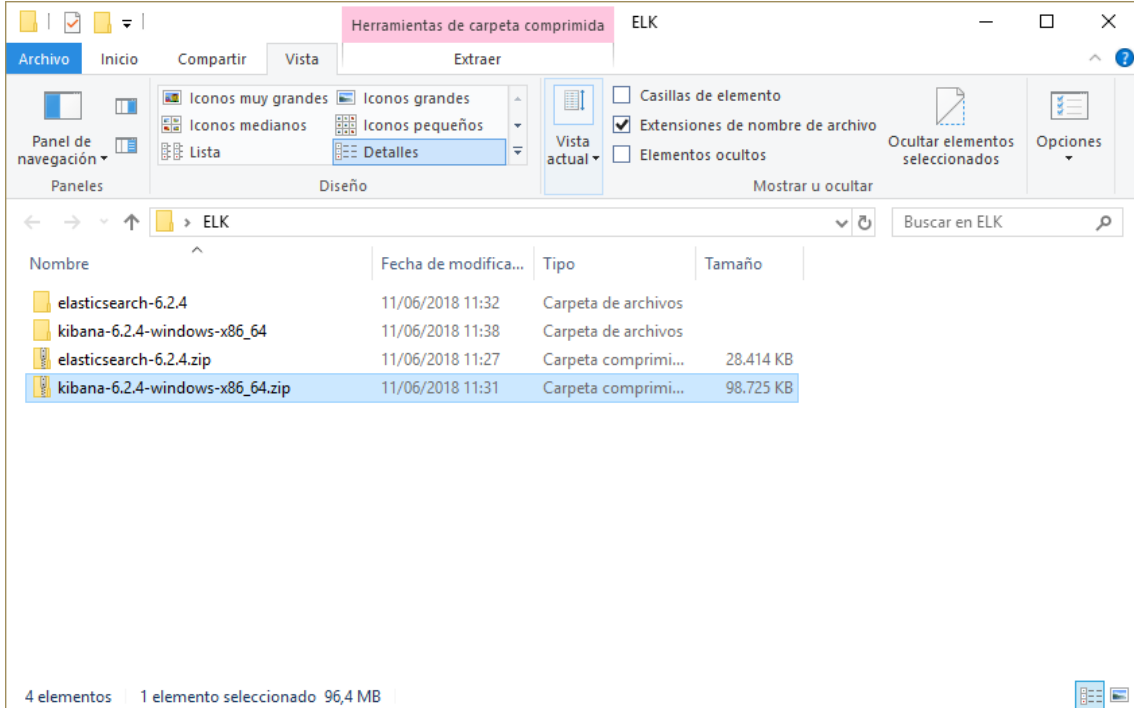 Herramientas de carpeta comprimida ELK
Archivo Inicio Compartir Vista Extraer
Iconos muy grandes Iconos grandes
Iconos medianos Iconos pequeños
Lista Detalles
Panel de navegación
Paneles
Diseño
Vista actual
Casillas de elemento
Extensiones de nombre de archivo
Elementos ocultos
Ocultar elementos seleccionados
Mostrar u ocultar
Opciones
ELK
Buscar en ELK
Nombre Fecha de modifica... Tipo Tamaño
elasticsearch-6.2.4 11/06/2018 11:32 Carpeta de archivos
kibana-6.2.4-windows-x86_64 11/06/2018 11:38 Carpeta de archivos
elasticsearch-6.2.4.zip 11/06/2018 11:27 Carpeta comprimi... 28.414 KB
kibana-6.2.4-windows-x86_64.zip 11/06/2018 11:31 Carpeta comprimi... 98.725 KB
4 elementos 1 elemento seleccionado 96,4 MB